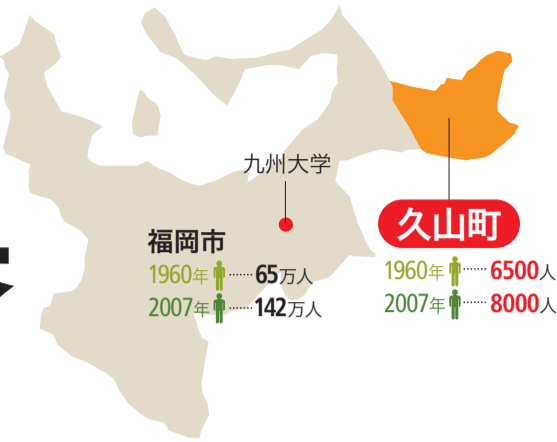 九州大学
福岡市
1960年……65万人
2007年……142万人
久山町
1960年……6500人
2007年……8000人